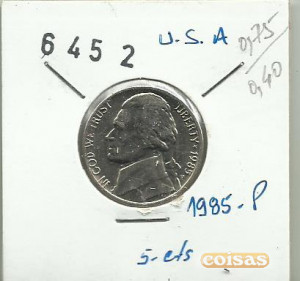 6452
U.S.A
0,75
0,40
IN GOD WE TRUST
LIBERTY 1985
1985-P
5-cts
coisas